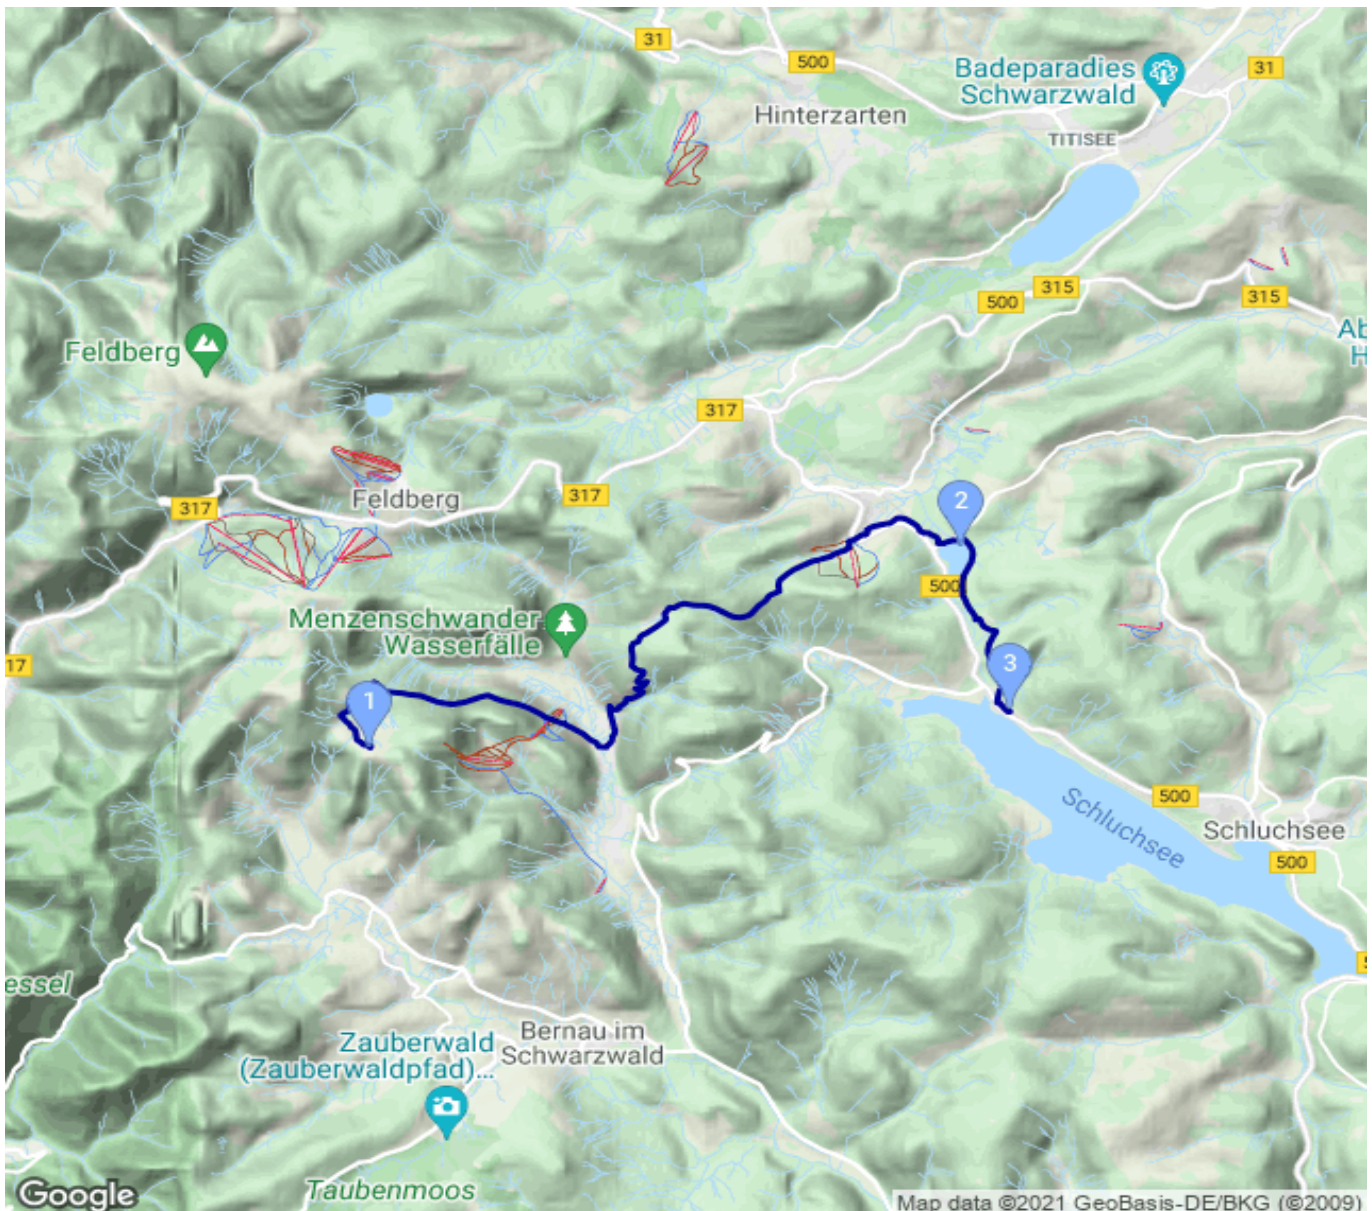 31
500
Badeparadies
Schwarzwald
31
Hinterzarten
TITISEE
500
315
315
Feldberg
Ab
H
317
Feldberg
317
317
2
500
Menzenschwander
Wasserfälle
17
1
3
Schluchsee
500
Schluchsee
500
5
essel
Zauberwald
(Zauberwaldpfad)...
Bernau im
Schwarzwald
Taubenmoos
Google
Map data ©2021 GeoBasis-DE/BKG (©2009)